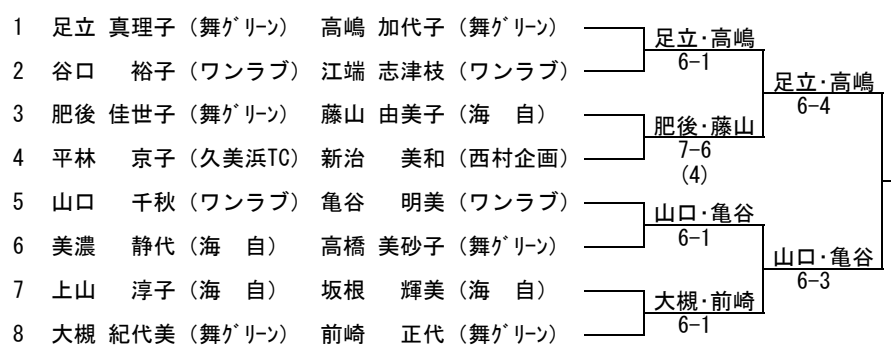 1 足立 真理子 (舞ｸﾞﾘｰﾝ) 高嶋 加代子 (舞ｸﾞﾘｰﾝ)
足立･高嶋
6-1
2 谷口 裕子 (ワンラブ) 江端 志津枝 (ワンラブ)
足立･高嶋
6-4
3 肥後 佳世子 (舞ｸﾞﾘｰﾝ) 藤山 由美子 (海 自)
肥後･藤山
7-6
(4)
4 平林 京子 (久美浜TC) 新治 美和 (西村企画)
5 山口 千秋 (ワンラブ) 亀谷 明美 (ワンラブ)
山口･亀谷
6-1
6 美濃 静代 (海 自) 高橋 美砂子 (舞ｸﾞﾘｰﾝ)
山口･亀谷
6-3
7 上山 淳子 (海 自) 坂根 輝美 (海 自)
大槻･前崎
6-1
8 大槻 紀代美 (舞ｸﾞﾘｰﾝ) 前崎 正代 (舞ｸﾞﾘｰﾝ)